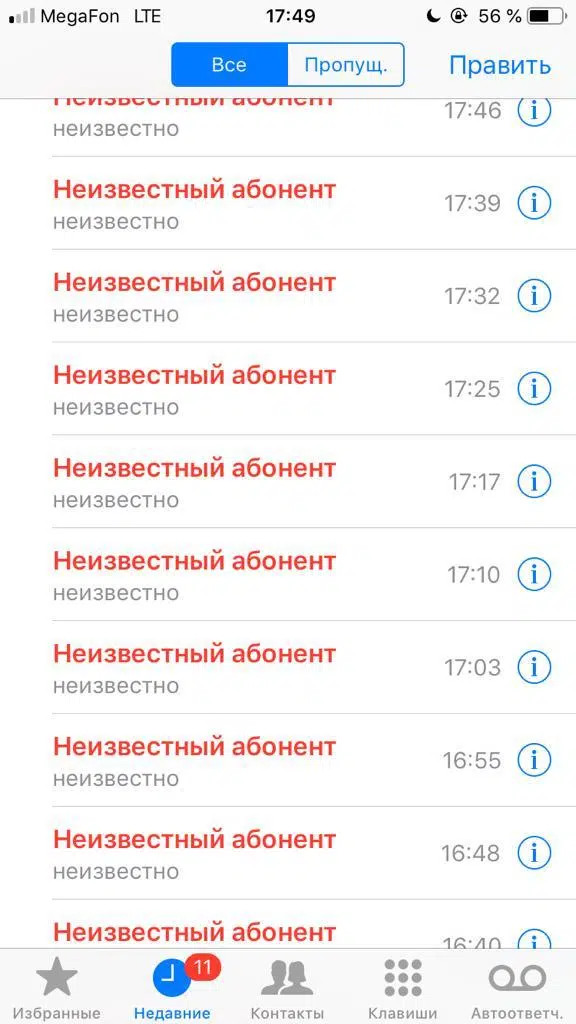 MegaFon LTE 17:49 56 %
Все Пропущ. Править
Неизвестный абонент 17:46
неизвестно
Неизвестный абонент 17:39
неизвестно
Неизвестный абонент 17:32
неизвестно
Неизвестный абонент 17:25
неизвестно
Неизвестный абонент 17:17
неизвестно
Неизвестный абонент 17:10
неизвестно
Неизвестный абонент 17:03
неизвестно
Неизвестный абонент 16:55
неизвестно
Неизвестный абонент 16:48
неизвестно
Неизвестный абонент 16:40
11
Избранные Недавние Контакты Клавиши Автоответч.